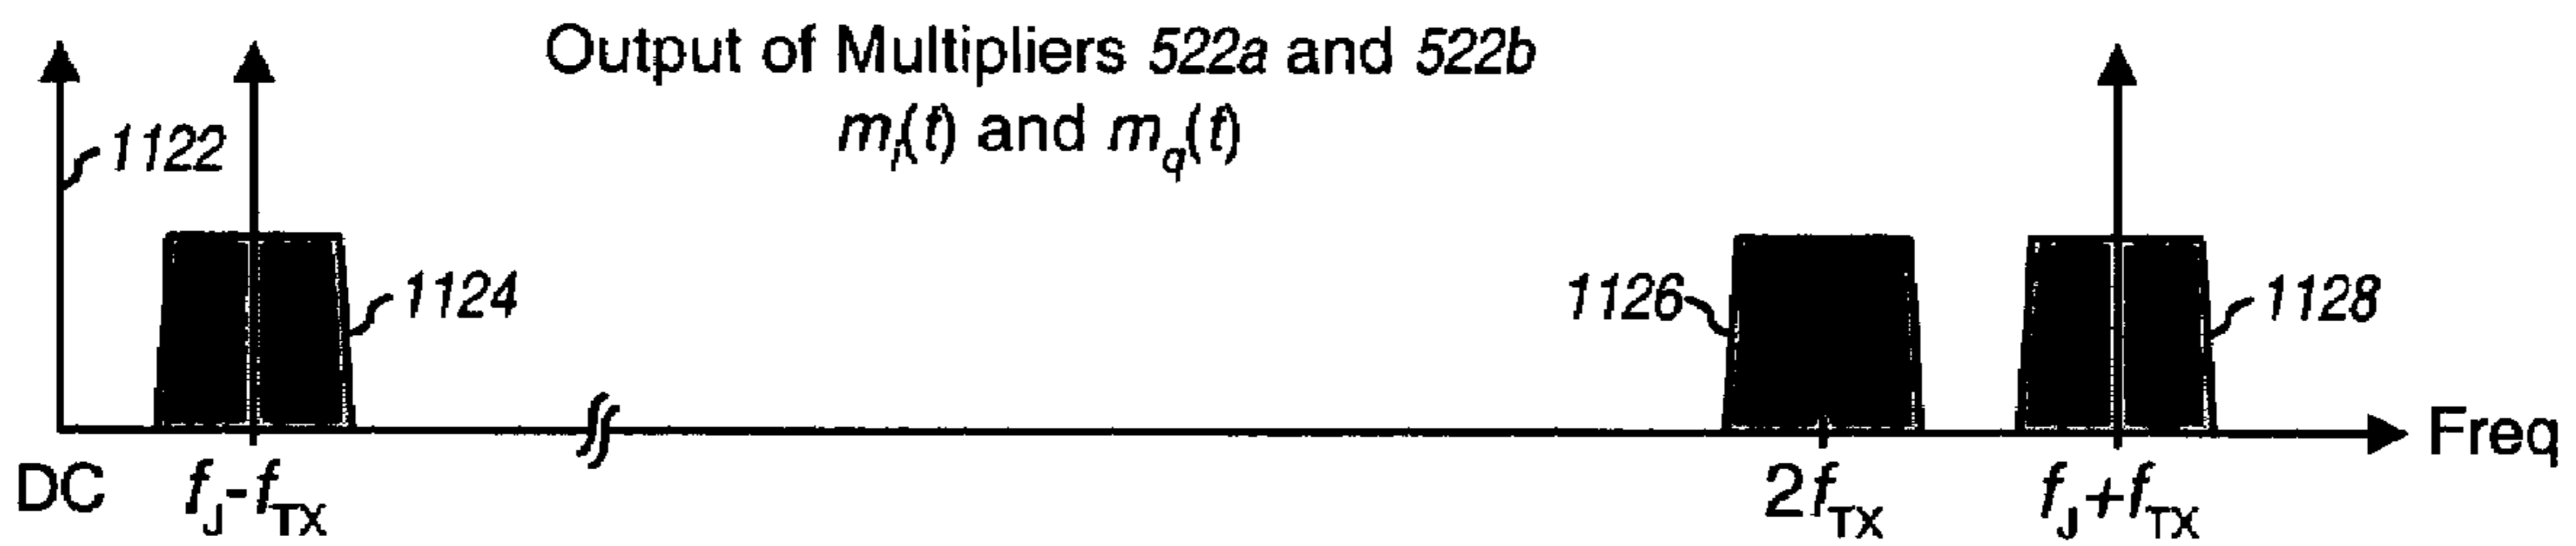 Output of Multipliers 522a and 522b
mi(t) and mq(t)
1122
1124
1126
1128
DC
fJ-fTX
2fTX
fJ+fTX
Freq